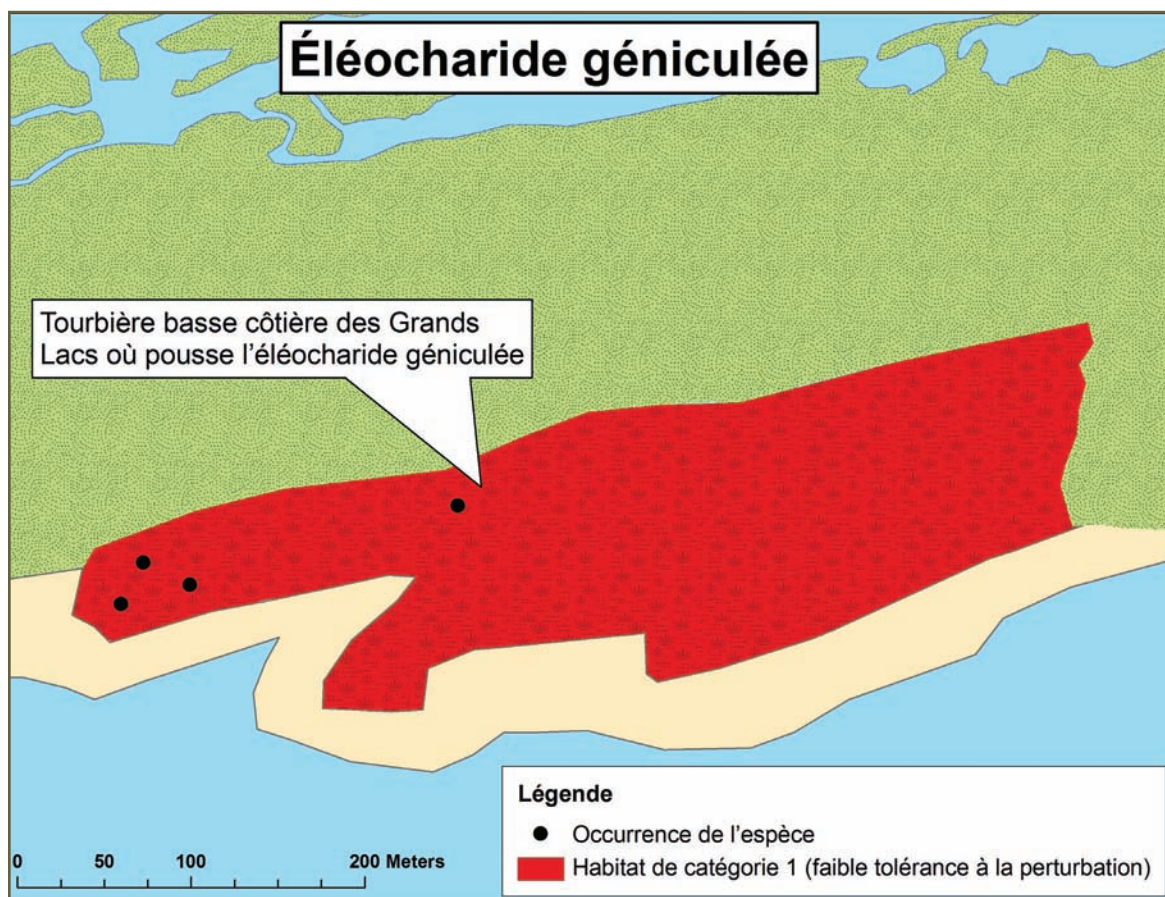 Éléocharide géniculée
Tourbière basse côtière des Grands
Lacs où pousse l'éléocharide géniculée
Légende
Occurrence de l'espèce
Habitat de catégorie 1 (faible tolérance à la perturbation)
0 50 100 200 Meters